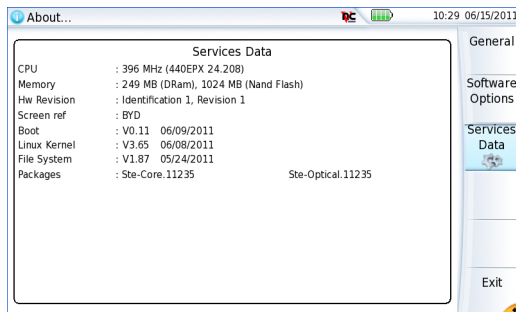 About...
10:29 06/15/2011
Services Data
CPU : 396 MHz (440EPX 24.208)
Memory : 249 MB (DRam), 1024 MB (Nand Flash)
Hw Revision : Identification 1, Revision 1
Screen ref : BYD
Boot : V0.11 06/09/2011
Linux Kernel : V3.65 06/08/2011
File System : V1.87 05/24/2011
Packages : Ste-Core.11235 Ste-Optical.11235
General
Software
Options
Services
Data
Exit